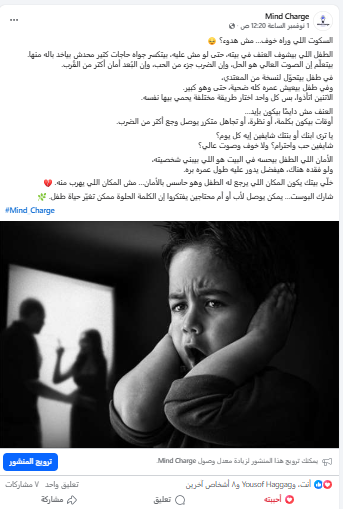 Mind Charge
1 نوفمبر الساعة 12:20 ص ·
السكوت اللي وراه خوف... مش هدوء؟ 😔
الطفل اللي بيشوف العنف في بيته، حتى لو مش عليه، بيتكسر جواه حاجات كتير محدش بياخد باله منها.
بيتعلّم إن الصوت العالي هو الحل، وإن الضرب جزء من الحب، وإن البُعد أمان أكتر من القُرب.
في طفل بيتحوّل لنسخة من المعتدي،
وفي طفل بيعيش عمره كله ضحية، حتى وهو كبير.
الاتنين اتأذوا، بس كل واحد اختار طريقة مختلفة يحمي بيها نفسه.
العنف مش دايمًا بيكون بإيد...
أوقات بيكون بكلمة، أو نظرة، أو تجاهل متكرر بيوصل وجع أكتر من الضرب.
يا ترى ابنك أو بنتك شايفين إيه كل يوم؟
شايفين حب واحترام؟ ولا خوف وصوت عالي؟
الأمان اللي الطفل بيحسه في البيت هو اللي بيبني شخصيته،
ولو فقده هناك، هيفضل يدور عليه طول عمره بره.
خلّي بيتك يكون المكان اللي يرجع له الطفل وهو حاسس بالأمان... مش المكان اللي يهرب منه. 💔
شارك البوست... يمكن يوصل لأب أو أم محتاجين يفتكروا إن الكلمة الحلوة ممكن تغيّر حياة طفل. 🌿
#Mind_Charge
يمكنك ترويج هذا المنشور لزيادة معدل وصول Mind Charge.
ترويج المنشور
أنت، وYousof Haggag و٨ أشخاص آخرين
تعليق واحد ٧ مشاركات
أحببته
تعليق
مشاركة